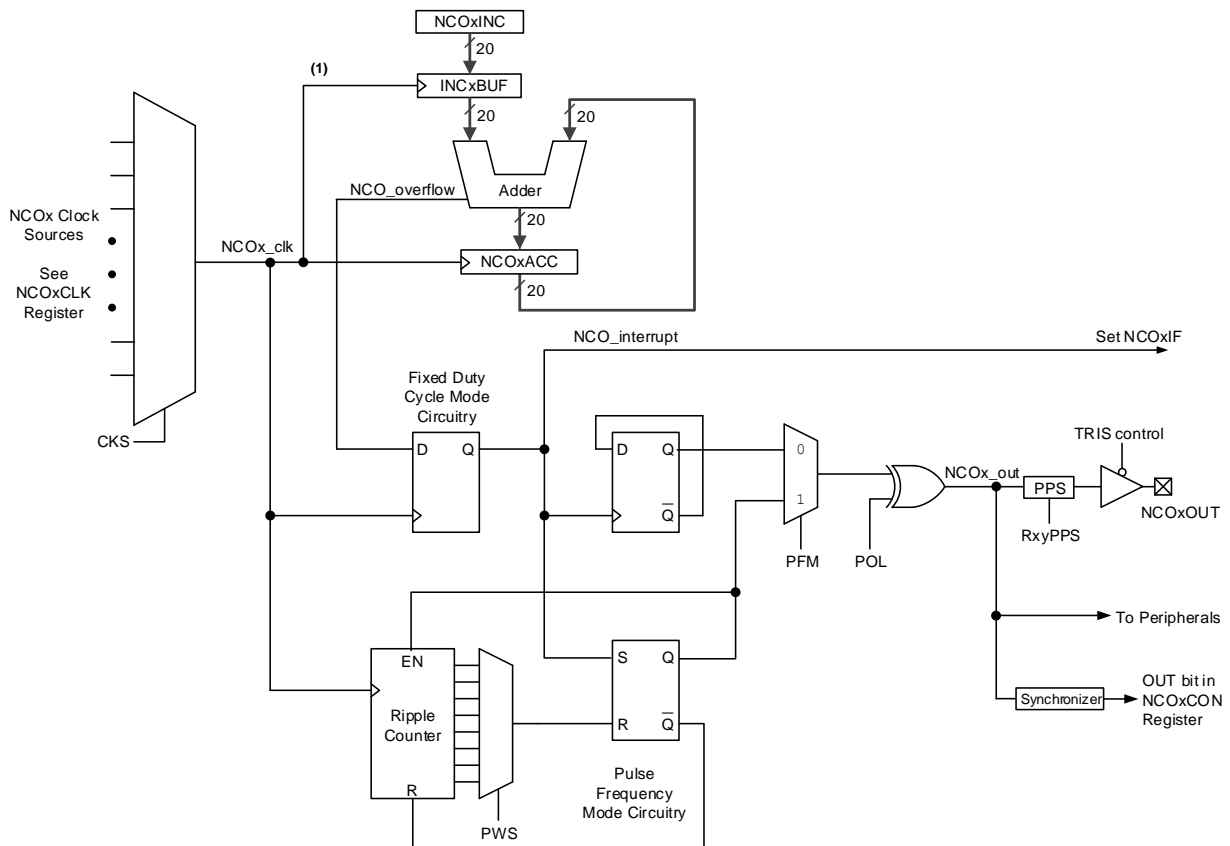 NCOxINC
20
(1)
INCxBUF
20
20
Adder
NCO_overflow
20
NCOx Clock
Sources
See
NCOxCLK
Register
NCOx_clk
NCOxACC
20
NCO_interrupt
Set NCOxIF
Fixed Duty
Cycle Mode
Circuitry
CKS
D
Q
D
Q
Q
0
1
PFM
POL
NCOx_out
TRIS control
PPS
RxyPPS
NCOxOUT
To Peripherals
EN
Ripple
Counter
R
PWS
S
Q
R
Q
Synchronizer
OUT bit in
NCOxCON
Register
Pulse
Frequency
Mode Circuitry